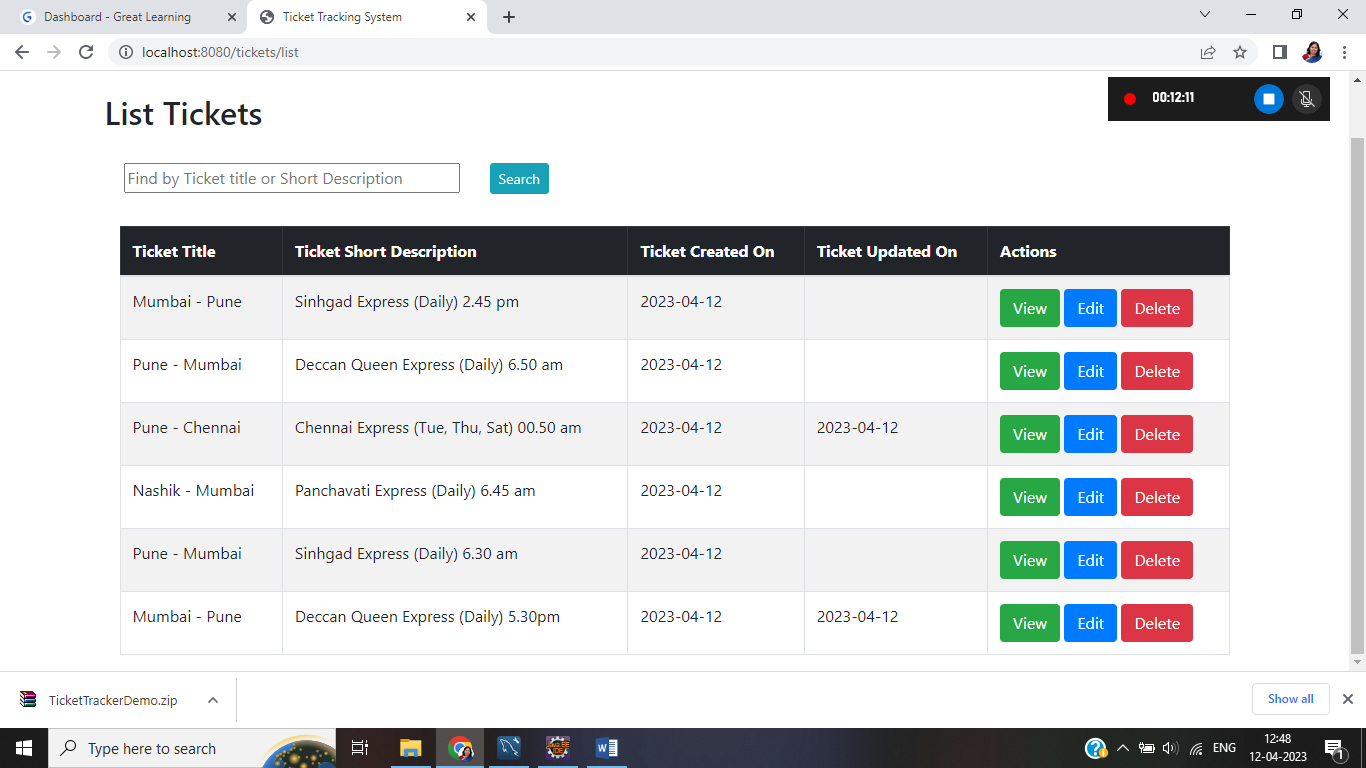 Dashboard - Great Learning
Ticket Tracking System
localhost:8080/tickets/list
List Tickets
00:12:11
Find by Ticket title or Short Description
Search
Ticket Title Ticket Short Description Ticket Created On Ticket Updated On Actions
Mumbai - Pune Sinhgad Express (Daily) 2.45 pm 2023-04-12 View Edit Delete
Pune - Mumbai Deccan Queen Express (Daily) 6.50 am 2023-04-12 View Edit Delete
Pune - Chennai Chennai Express (Tue, Thu, Sat) 00.50 am 2023-04-12 2023-04-12 View Edit Delete
Nashik - Mumbai Panchavati Express (Daily) 6.45 am 2023-04-12 View Edit Delete
Pune - Mumbai Sinhgad Express (Daily) 6.30 am 2023-04-12 View Edit Delete
Mumbai - Pune Deccan Queen Express (Daily) 5.30pm 2023-04-12 2023-04-12 View Edit Delete
TicketTrackerDemo.zip
Show all
Type here to search
ENG
12:48
12-04-2023
1